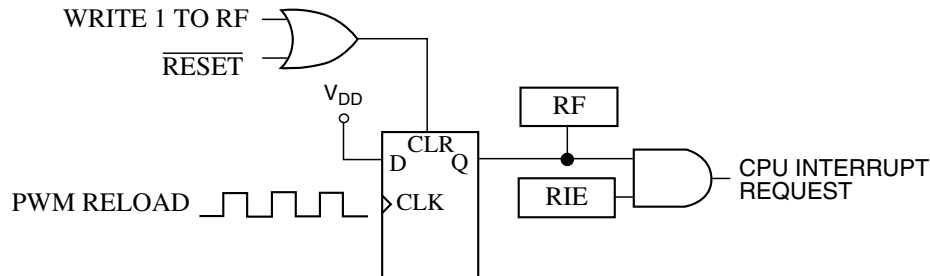 WRITE 1 TO RF
RESET
VDD
CLR
D
Q
CLK
PWM RELOAD
RF
RIE
CPU INTERRUPT
REQUEST